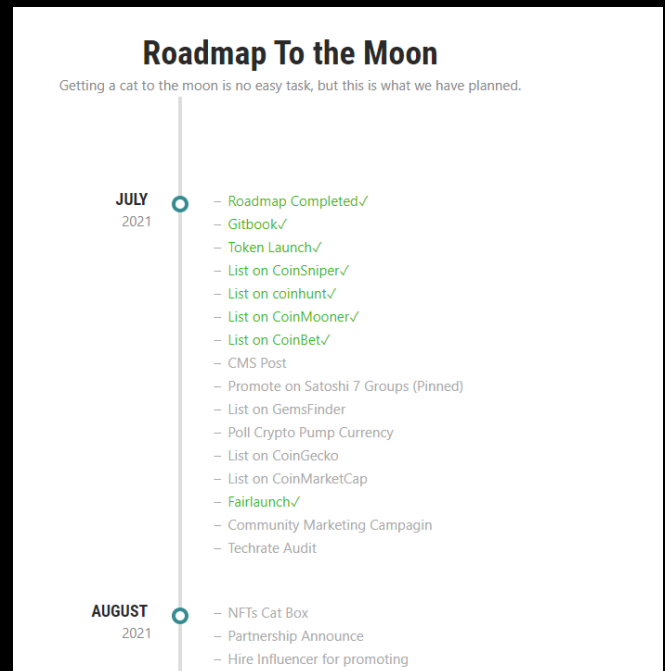 Roadmap To the Moon
Getting a cat to the moon is no easy task, but this is what we have planned.
JULY
2021
– Roadmap Completed✓
– Gitbook✓
– Token Launch✓
– List on CoinSniper✓
– List on coinhunt✓
– List on CoinMooner✓
– List on CoinBet✓
– CMS Post
– Promote on Satoshi 7 Groups (Pinned)
– List on GemsFinder
– Poll Crypto Pump Currency
– List on CoinGecko
– List on CoinMarketCap
– Fairlaunch✓
– Community Marketing Campagin
– Techrate Audit
AUGUST
2021
– NFTs Cat Box
– Partnership Announce
– Hire Influencer for promoting